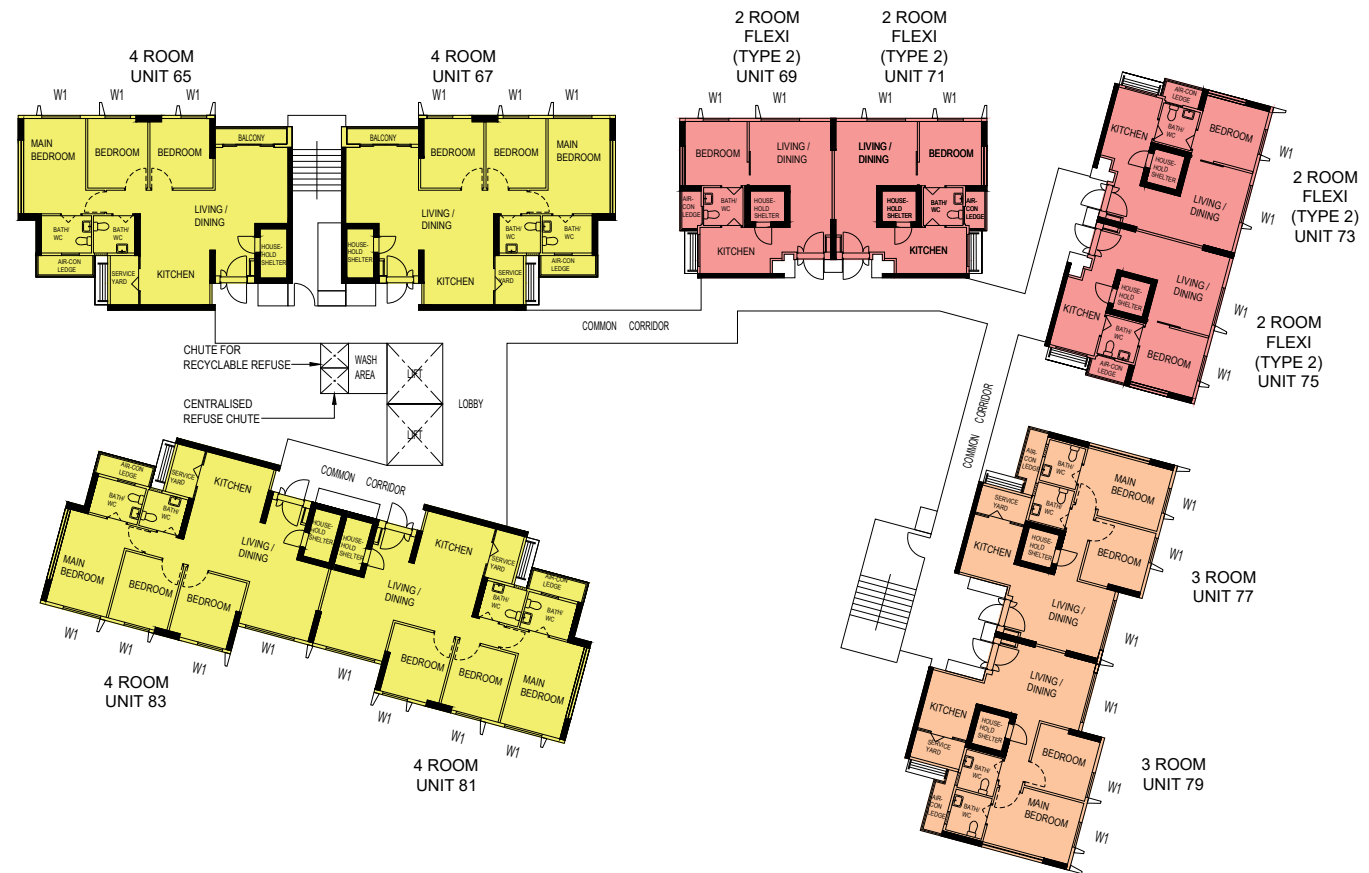 4 ROOM
UNIT 65
4 ROOM
UNIT 67
2 ROOM
FLEXI
(TYPE 2)
UNIT 69
2 ROOM
FLEXI
(TYPE 2)
UNIT 71
W1
W1
W1
MAIN
BEDROOM
BEDROOM
BEDROOM
BALCONY
LIVING /
DINING
BATH/
WC
BATH/
WC
AIR-CON
LEDGE
SERVICE
YARD
KITCHEN
HOUSE-
HOLD
SHELTER
W1
W1
W1
BALCONY
BEDROOM
BEDROOM
MAIN
BEDROOM
LIVING /
DINING
HOUSE-
HOLD
SHELTER
KITCHEN
BATH/
WC
BATH/
WC
SERVICE
YARD
AIR-CON
LEDGE
W1
W1
BEDROOM
LIVING /
DINING
AIR-CON
LEDGE
BATH/
WC
HOUSE-
HOLD
SHELTER
KITCHEN
W1
W1
LIVING /
DINING
BEDROOM
HOUSE-
HOLD
SHELTER
BATH/
WC
AIR-CON
LEDGE
KITCHEN
AIR-CON
LEDGE
KITCHEN
BATH/
WC
BEDROOM
HOUSE-
HOLD
SHELTER
LIVING /
DINING
W1
W1
2 ROOM
FLEXI
(TYPE 2)
UNIT 73
LIVING /
DINING
HOUSE-
HOLD
SHELTER
KITCHEN
BATH/
WC
AIR-CON
LEDGE
BEDROOM
W1
W1
2 ROOM
FLEXI
(TYPE 2)
UNIT 75
COMMON CORRIDOR
CHUTE FOR
RECYCLABLE REFUSE
WASH
AREA
CENTRALISED
REFUSE CHUTE
LIFT
LIFT
LOBBY
COMMON CORRIDOR
COMMON CORRIDOR
AIR-CON
LEDGE
SERVICE
YARD
KITCHEN
BATH/
WC
BATH/
WC
HOUSE-
HOLD
SHELTER
LIVING /
DINING
MAIN
BEDROOM
BEDROOM
BEDROOM
W1
W1
W1
W1
4 ROOM
UNIT 83
HOUSE-
HOLD
SHELTER
KITCHEN
SERVICE
YARD
AIR-CON
LEDGE
LIVING /
DINING
BATH/
WC
BATH/
WC
BEDROOM
BEDROOM
MAIN
BEDROOM
W1
W1
W1
W1
4 ROOM
UNIT 81
AIR-
CON
LEDGE
BATH/
WC
MAIN
BEDROOM
SERVICE
YARD
BATH/
WC
KITCHEN
HOUSE-
HOLD
SHELTER
BEDROOM
LIVING /
DINING
W1
W1
W1
3 ROOM
UNIT 77
LIVING /
DINING
KITCHEN
HOUSE-
HOLD
SHELTER
SERVICE
YARD
BATH/
WC
BEDROOM
AIR-
CON
LEDGE
BATH/
WC
MAIN
BEDROOM
W1
W1
W1
3 ROOM
UNIT 79